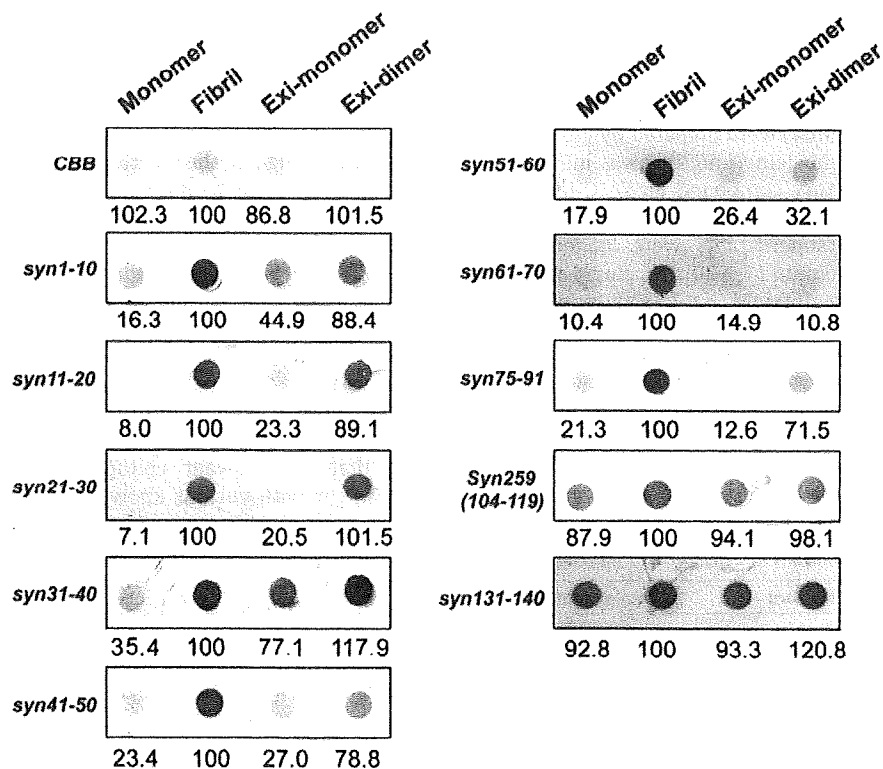 Monomer Fibril Exi-monomer Exi-dimer
CBB
102.3 100 86.8 101.5
syn1-10
16.3 100 44.9 88.4
syn11-20
8.0 100 23.3 89.1
syn21-30
7.1 100 20.5 101.5
syn31-40
35.4 100 77.1 117.9
syn41-50
23.4 100 27.0 78.8
Monomer Fibril Exi-monomer Exi-dimer
syn51-60
17.9 100 26.4 32.1
syn61-70
10.4 100 14.9 10.8
syn75-91
21.3 100 12.6 71.5
Syn259
(104-119)
87.9 100 94.1 98.1
syn131-140
92.8 100 93.3 120.8